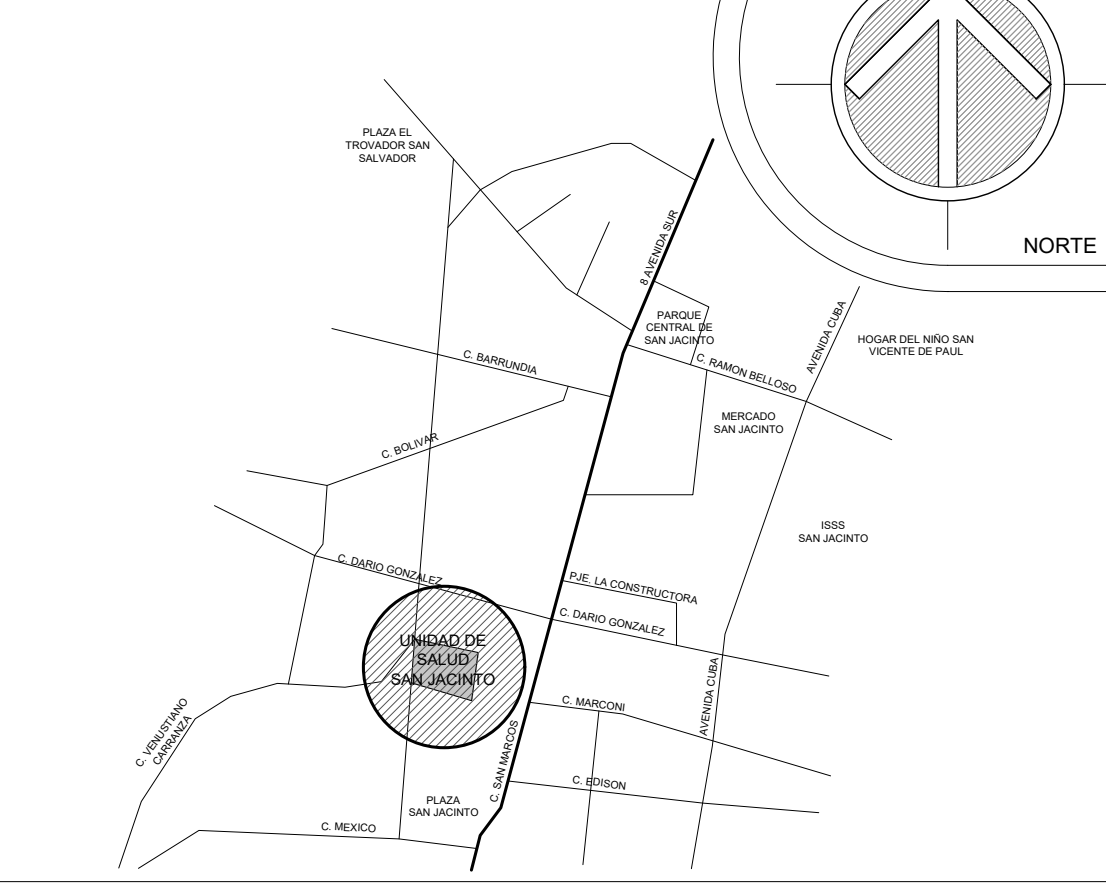 NORTE
PLAZA EL
TROVADOR SAN
SALVADOR
8 AVENIDA SUR
PARQUE
CENTRAL DE
SAN JACINTO
AVENIDA CUBA
HOGAR DEL NIÑO SAN
VICENTE DE PAUL
C. BARRUNDIA
C. RAMON BELLOSO
MERCADO
SAN JACINTO
C. BOLIVAR
ISSS
SAN JACINTO
C. DARIO GONZALEZ
PJE. LA CONSTRUCTORA
C. DARIO GONZALEZ
UNIDAD DE
SALUD
SAN JACINTO
AVENIDA CUBA
C. MARCONI
C. VENUSTIANO
CARRANZA
C. SAN MARCOS
C. EDISON
PLAZA
SAN JACINTO
C. MEXICO